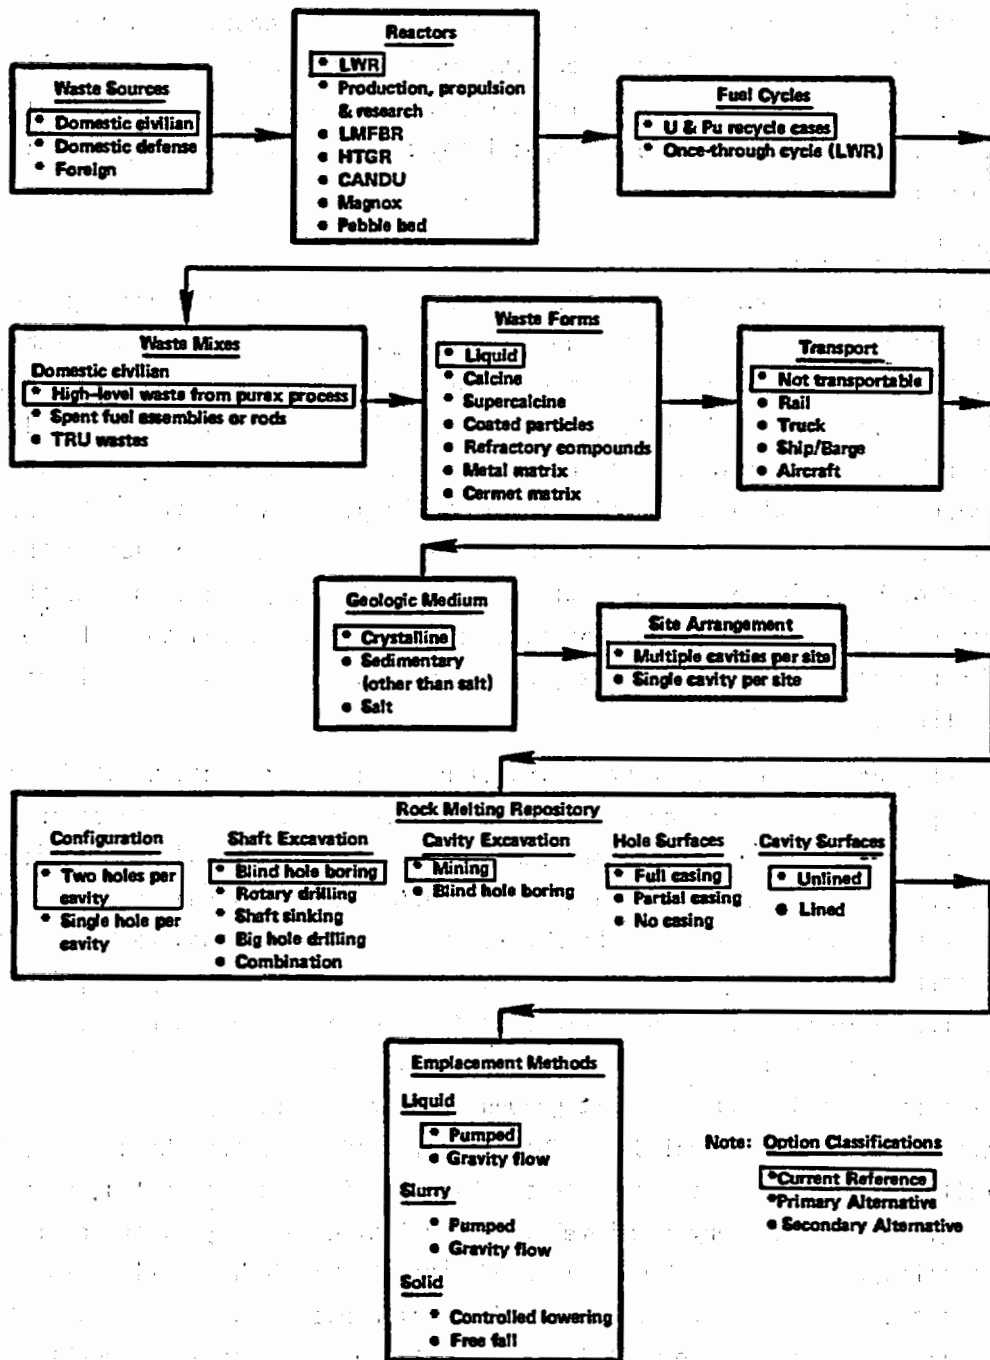 Waste Sources
* Domestic civilian
* Domestic defense
* Foreign
Reactors
* LWR
* Production, propulsion
& research
● LMFBR
● HTGR
● CANDU
● Magnox
● Pebble bed
Fuel Cycles
* U & Pu recycle cases
● Once-through cycle (LWR)
Waste Mixes
Domestic civilian
* High-level waste from purex process
* Spent fuel assemblies or rods
● TRU wastes
Waste Forms
* Liquid
* Calcine
* Supercalcine
● Coated particles
● Refractory compounds
● Metal matrix
● Cermet matrix
Transport
* Not transportable
● Rail
● Truck
● Ship/Barge
● Aircraft
Geologic Medium
* Crystalline
● Sedimentary
(other than salt)
● Salt
Site Arrangement
* Multiple cavities per site
● Single cavity per site
Rock Melting Repository
Configuration
* Two holes per
cavity
* Single hole per
cavity
Shaft Excavation
* Blind hole boring
* Rotary drilling
* Shaft sinking
● Big hole drilling
● Combination
Cavity Excavation
* Mining
● Blind hole boring
Hole Surfaces
* Full casing
● Partial casing
● No casing
Cavity Surfaces
* Unlined
● Lined
Emplacement Methods
Liquid
* Pumped
● Gravity flow
Slurry
* Pumped
● Gravity flow
Solid
* Controlled lowering
● Free fall
Note: Option Classifications
*Current Reference
*Primary Alternative
● Secondary Alternative